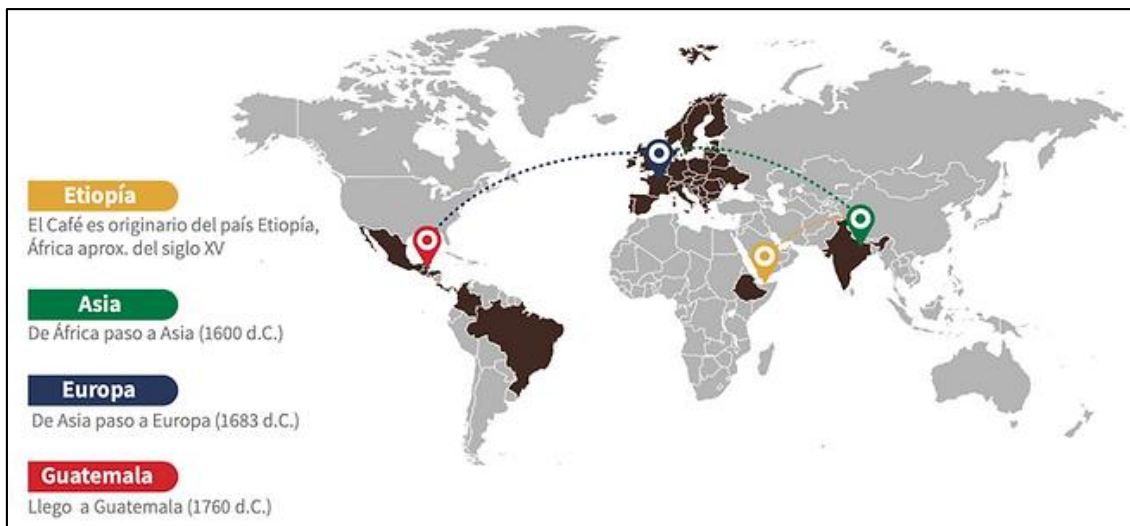 Etiopía
El Café es originario del país Etiopía,
África aprox. del siglo XV
Asia
De África paso a Asia (1600 d.C.)
Europa
De Asia paso a Europa (1683 d.C.)
Guatemala
Llego a Guatemala (1760 d.C.)